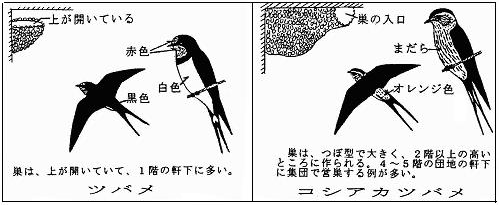 上が開いている
赤色
白色
黒色
巣は、上が開いていて、1階の軒下に多い。
ツバメ
巣の入口
まだら
オレンジ色
巣は、つぼ型で大きく、2階以上の高い
ところに作られる。4～5階の団地の軒下
に集団で営巣する例が多い。
コシアカツバメ